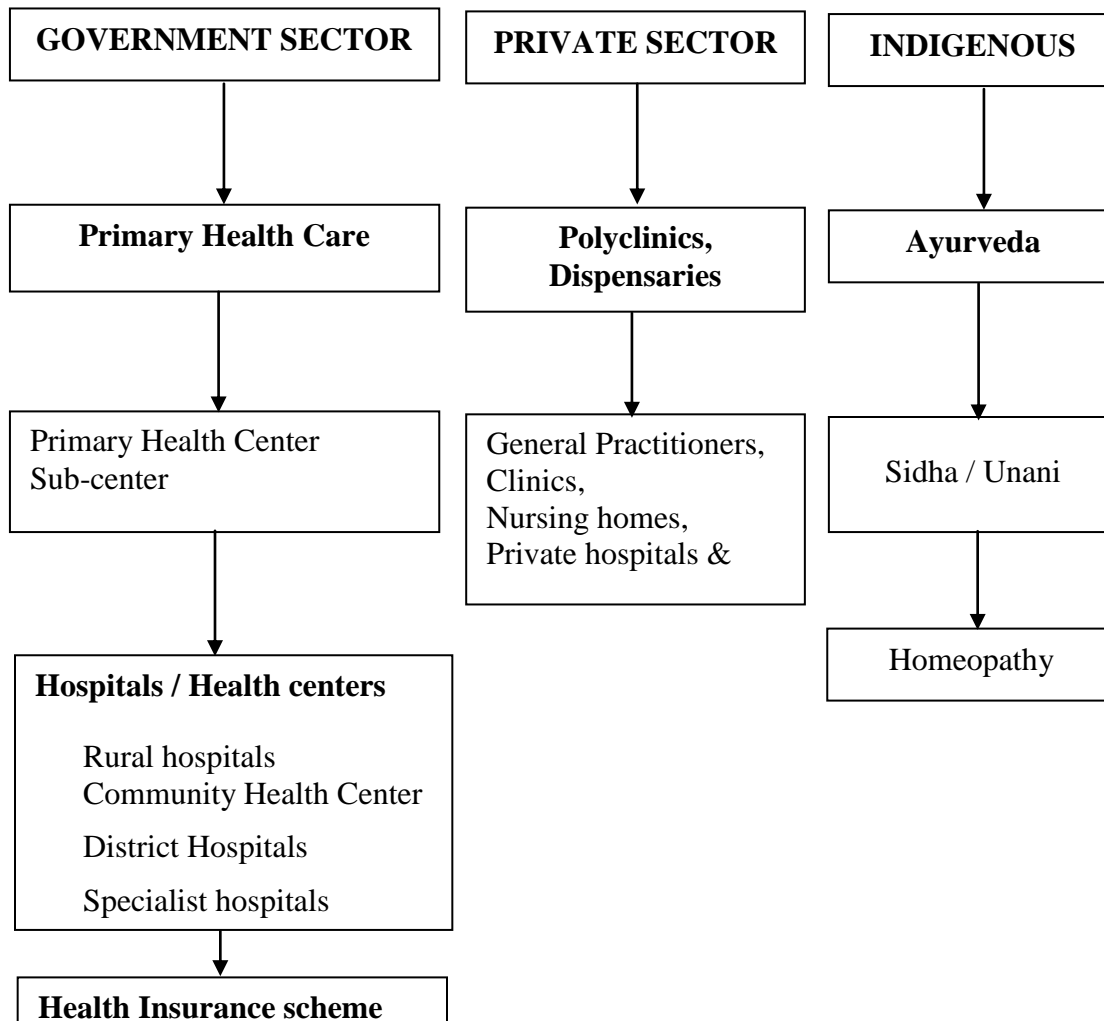 GOVERNMENT SECTOR
Primary Health Care
Primary Health Center
Sub-center
Hospitals / Health centers
Rural hospitals
Community Health Center
District Hospitals
Specialist hospitals
Health Insurance scheme
PRIVATE SECTOR
Polyclinics,
Dispensaries
General Practitioners,
Clinics,
Nursing homes,
Private hospitals &
INDIGENOUS
Ayurveda
Sidha / Unani
Homeopathy